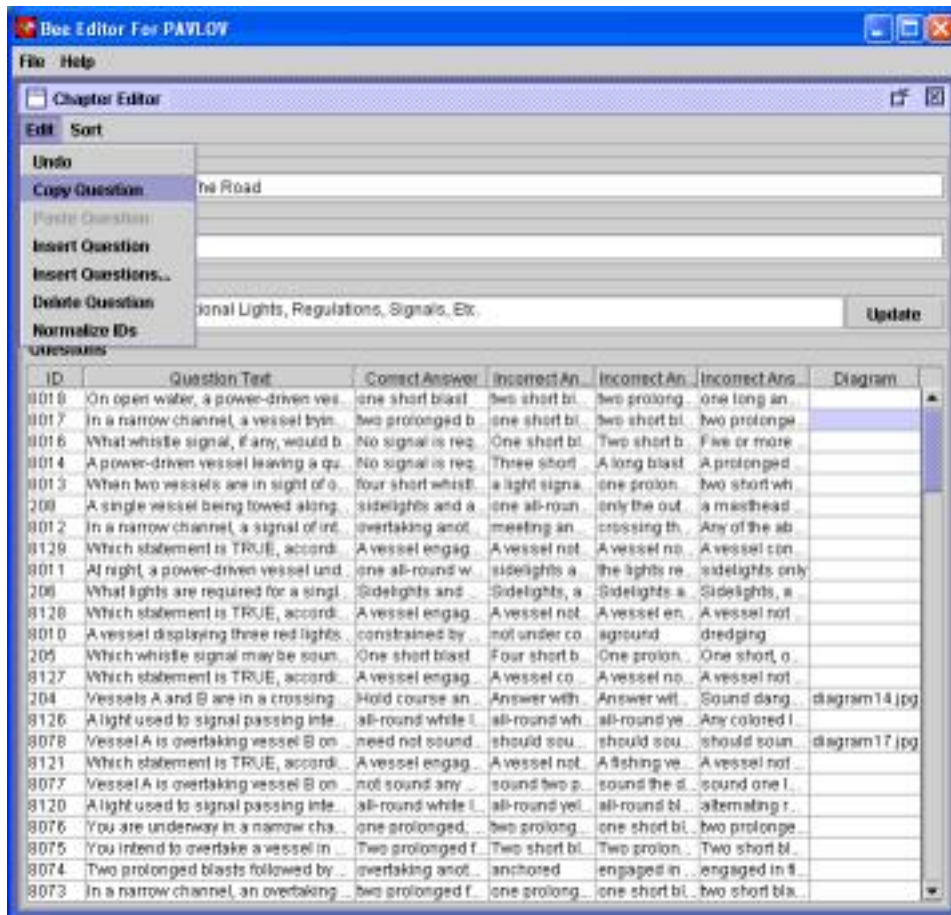 Bee Editor For PAVLOV
File Help
Chapter Editor
Edit Sort
Undo
Copy Question
he Road
Paste Question
Insert Question
Insert Questions...
Delete Question
ional Lights, Regulations, Signals, Etc.
Update
Normalize IDs
Questions
ID Question Text Correct Answer Incorrect An... Incorrect An... Incorrect Ans... Diagram
8018 On open water, a power-driven ves... one short blast two short bl... two prolong... one long an...
8017 In a narrow channel, a vessel tryin... two prolonged b... one short bl... two short bl... two prolonge...
8016 What whistle signal, if any, would b... No signal is req... One short bl... Two short b... Five or more...
8014 A power-driven vessel leaving a qu... No signal is req... Three short... A long blast A prolonged...
8013 When two vessels are in sight of o... four short whistl... a light signa... one prolon... two short wh...
208 A single vessel being towed along... sidelights and a... one all-roun... only the out... a masthead...
8012 In a narrow channel, a signal of int... overtaking anot... meeting an... crossing th... Any of the ab...
8129 Which statement is TRUE, accordi... A vessel engag... A vessel not... A vessel no... A vessel con...
8011 At night, a power-driven vessel und... one all-round w... sidelights a... the lights re... sidelights only
206 What lights are required for a singl... Sidelights and... Sidelights, a... Sidelights a... Sidelights, a...
8128 Which statement is TRUE, accordi... A vessel engag... A vessel not... A vessel en... A vessel not...
8010 A vessel displaying three red lights... constrained by... not under co... aground dredging
205 Which whistle signal may be soun... One short blast Four short b... One prolon... One short, o...
8127 Which statement is TRUE, accordi... A vessel engag... A vessel co... A vessel no... A vessel not...
204 Vessels A and B are in a crossing... Hold course an... Answer with... Answer wit... Sound dang... diagram14.jpg
8126 A light used to signal passing inte... all-round white l... all-round wh... all-round ye... Any colored l...
8078 Vessel A is overtaking vessel B on... need not sound... should sou... should sou... should soun... diagram17.jpg
8121 Which statement is TRUE, accordi... A vessel engag... A vessel not... A fishing ve... A vessel not...
8077 Vessel A is overtaking vessel B on... not sound any... sound two p... sound the d... sound one l...
8120 A light used to signal passing inte... all-round white l... all-round yel... all-round bl... alternating r...
8076 You are underway in a narrow cha... one prolonged,... two prolong... one short bl... two prolonge...
8075 You intend to overtake a vessel in... Two prolonged f... Two short bl... Two prolon... Two short bl...
8074 Two prolonged blasts followed by... overtaking anot... anchored engaged in... engaged in fi...
8073 In a narrow channel, an overtaking... two prolonged f... one prolong... one short bl... two short bla...